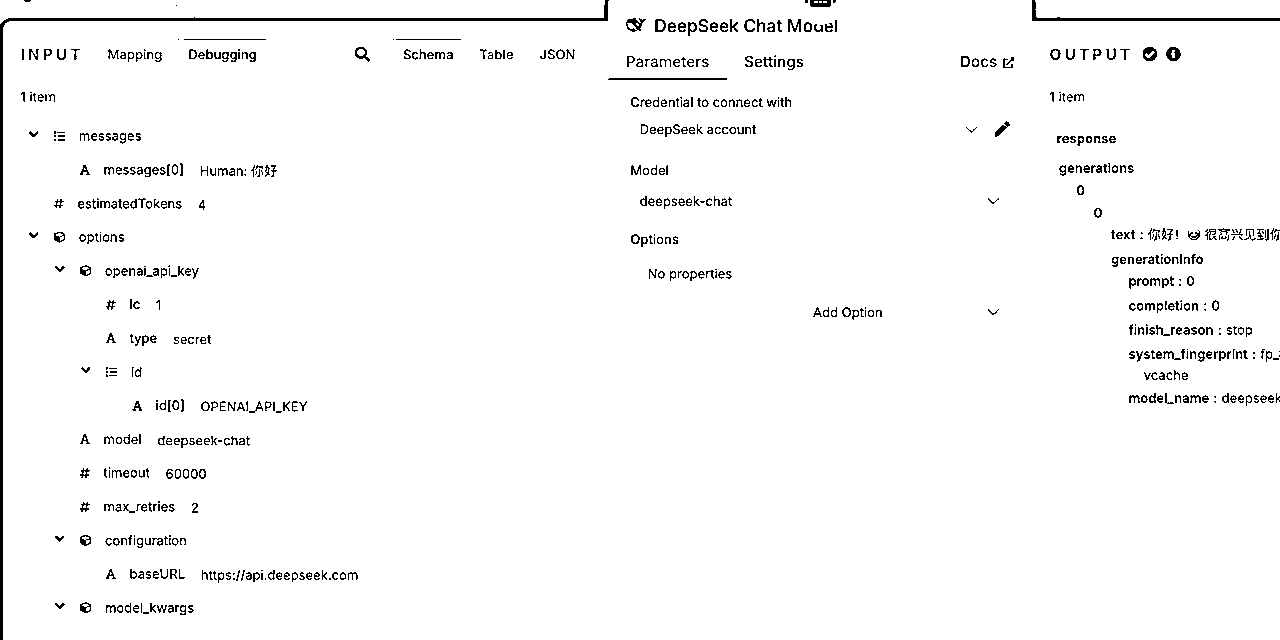 INPUT Mapping Debugging Schema Table JSON
1 item
messages
A messages[0] Human: 你好
# estimatedTokens 4
options
openai_api_key
# lc 1
A type secret
id
A id[0] OPENAI_API_KEY
A model deepseek-chat
# timeout 60000
# max_retries 2
configuration
A baseURL https://api.deepseek.com
model_kwargs
DeepSeek Chat Model
Parameters Settings Docs
Credential to connect with
DeepSeek account
Model
deepseek-chat
Options
No properties
Add Option
OUTPUT
1 item
response
generations
0
0
text : 你好！ 很高兴见到你
generationInfo
prompt : 0
completion : 0
finish_reason : stop
system_fingerprint : fp_
vcache
model_name : deepseek